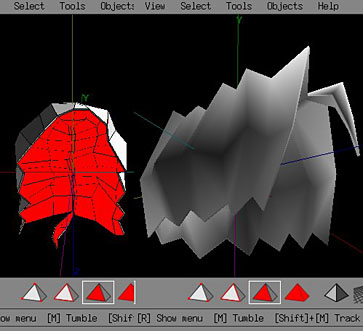 Select Tools Objects View Select Tools Objects Help
Y
Y
ow menu [M] Tumble [Shif [R] Show menu [M] Tumble [Shift]+[M] Track